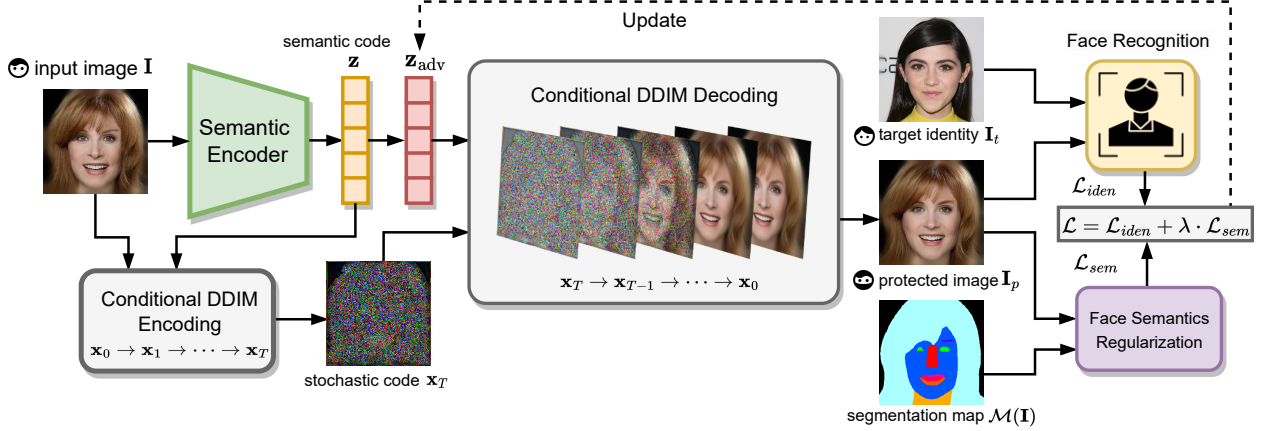 Update
semantic code
z
z_adv
input image I
Semantic
Encoder
Conditional DDIM Decoding
x_T → x_{T−1} → ⋯ → x_0
Conditional DDIM
Encoding
x_0 → x_1 → ⋯ → x_T
stochastic code x_T
ca
target identity I_t
protected image I_p
segmentation map ℳ(I)
Face Recognition
ℒ_iden
ℒ = ℒ_iden + λ · ℒ_sem
ℒ_sem
Face Semantics
Regularization